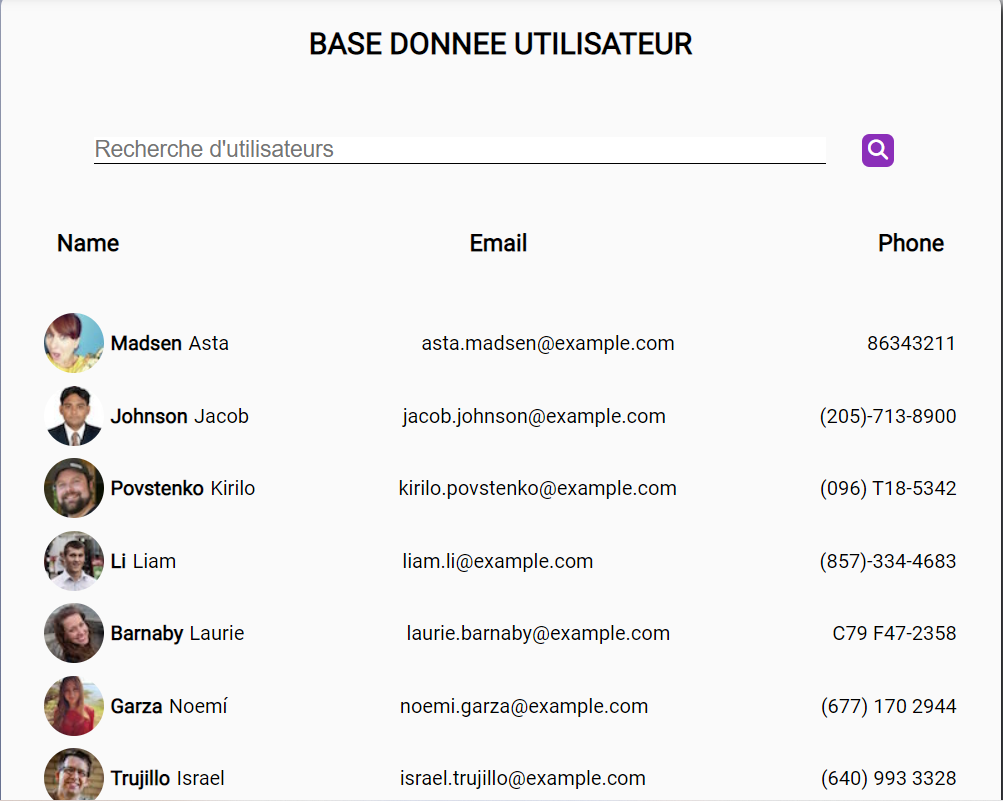 BASE DONNEE UTILISATEUR
Recherche d'utilisateurs
Name Email Phone
Madsen Asta asta.madsen@example.com 86343211
Johnson Jacob jacob.johnson@example.com (205)-713-8900
Povstenko Kirilo kirilo.povstenko@example.com (096) T18-5342
Li Liam liam.li@example.com (857)-334-4683
Barnaby Laurie laurie.barnaby@example.com C79 F47-2358
Garza Noemí noemi.garza@example.com (677) 170 2944
Trujillo Israel israel.trujillo@example.com (640) 993 3328